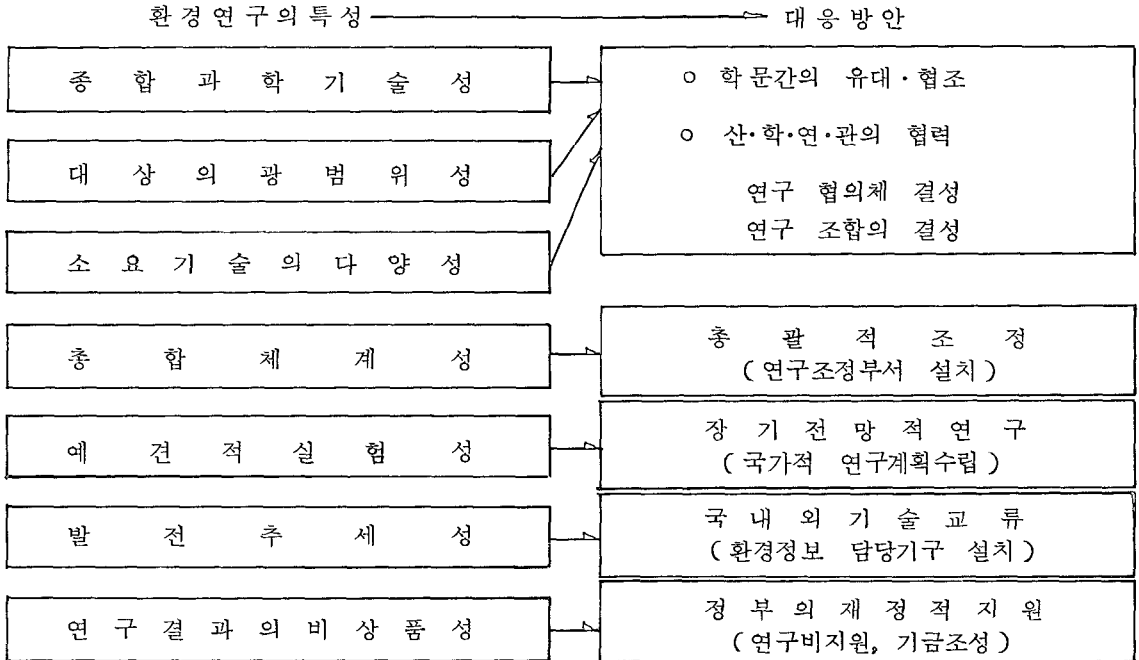 환경연구의특성 대응방안
종합과학기술성
대상의광범위성
소요기술의다양성
ㅇ 학문간의 유대·협조
ㅇ 산·학·연·관의 협력
연구 협의체 결성
연구 조합의 결성
총합체계성
총괄적조정
(연구조정부서 설치)
예견적실험성
장기전망적연구
(국가적 연구계획수립)
발전추세성
국내외기술교류
(환경정보 담당기구 설치)
연구결과의비상품성
정부의재정적지원
(연구비지원, 기금조성)